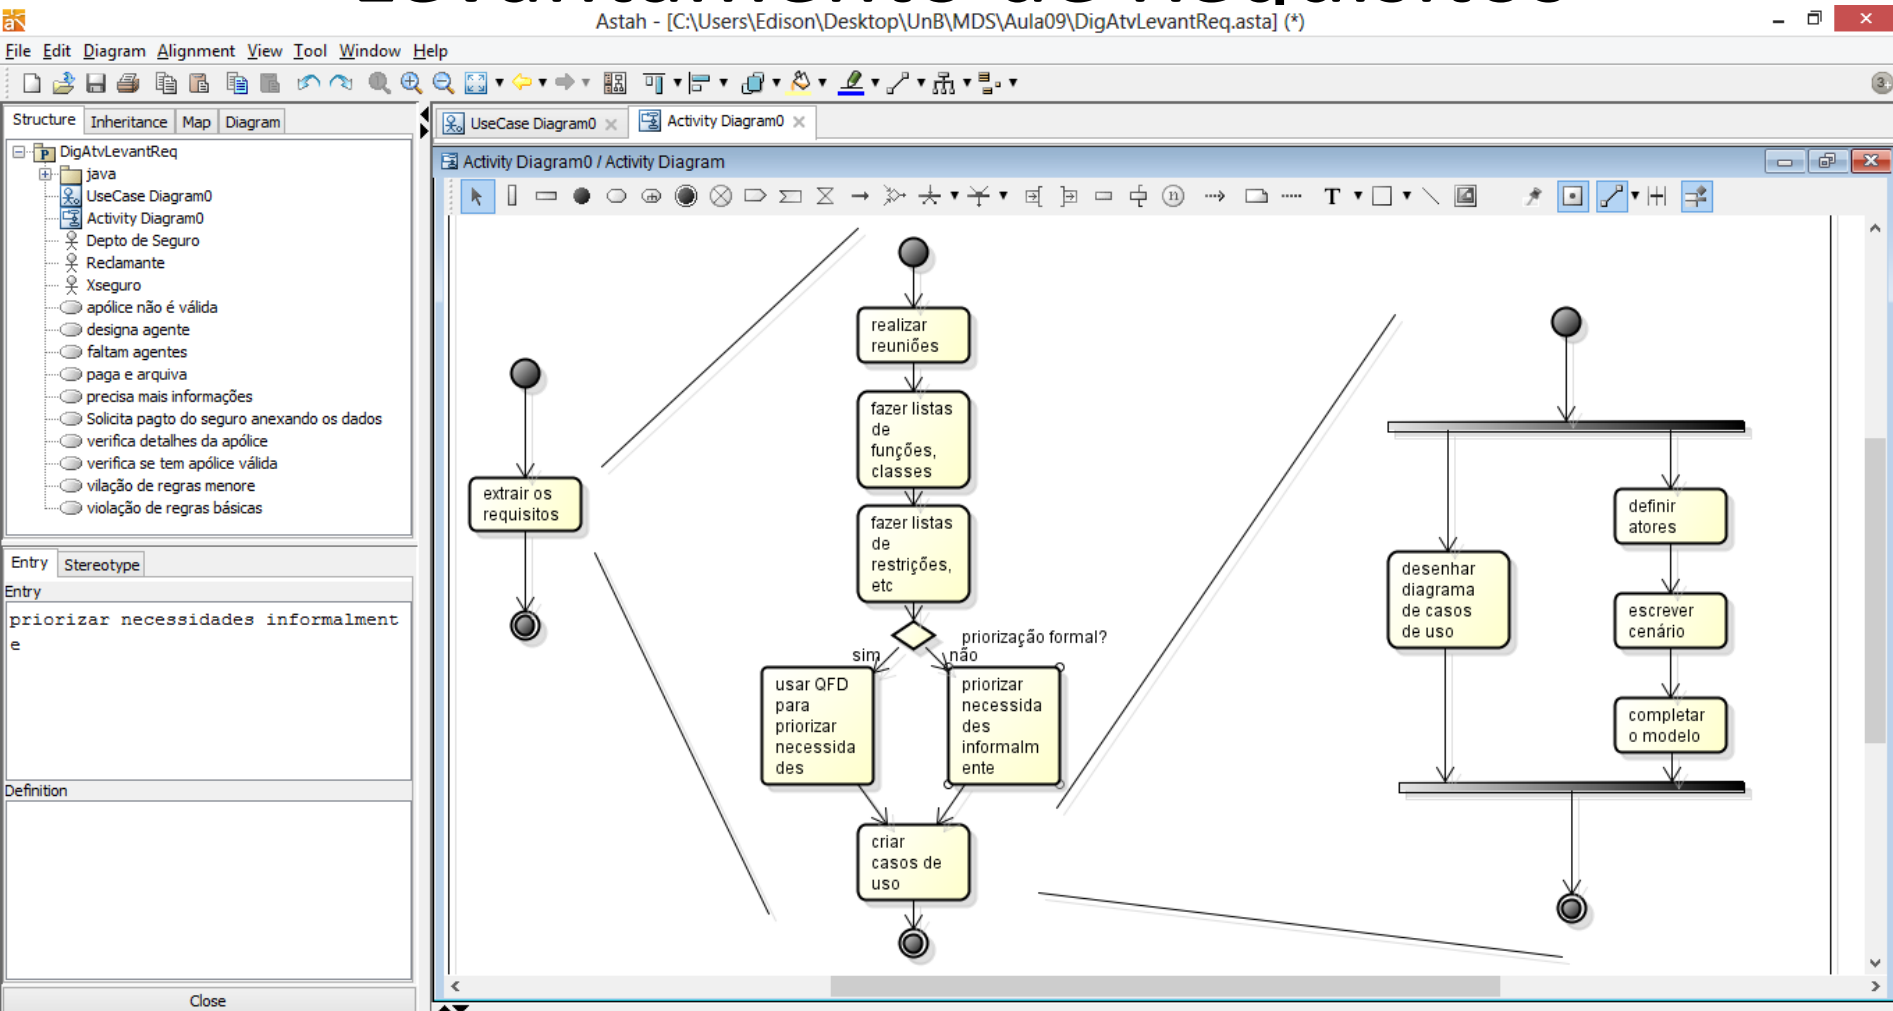 Levantamento de Requisitos
Astah - [C:\Users\Edison\Desktop\UnB\MDS\Aula09\DigAtvLevantReq.asta] (*)
File Edit Diagram Alignment View Tool Window Help
Structure Inheritance Map Diagram
DigAtvLevantReq
java
UseCase Diagram0
Activity Diagram0
Depto de Seguro
Reclamante
Xseguro
apólice não é válida
designa agente
faltam agentes
paga e arquiva
precisa mais informações
Solicita pagto do seguro anexando os dados
verifica detalhes da apólice
verifica se tem apólice válida
vilação de regras menore
violação de regras básicas
Entry Stereotype
Entry
priorizar necessidades informalment
e
Definition
Close
UseCase Diagram0
Activity Diagram0
Activity Diagram0 / Activity Diagram
extrair os
requisitos
realizar
reuniões
fazer listas
de
funções,
classes
fazer listas
de
restrições,
etc
priorização formal?
sim
não
usar QFD
para
priorizar
necessida
des
priorizar
necessida
des
informalm
ente
criar
casos de
uso
desenhar
diagrama
de casos
de uso
definir
atores
escrever
cenário
completar
o modelo